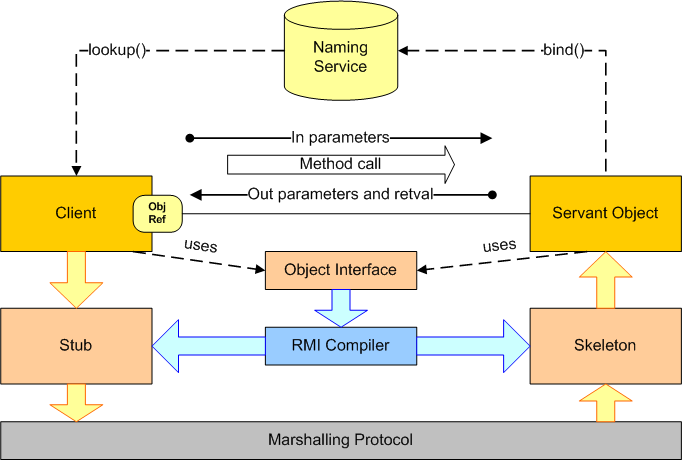 Naming
Service
lookup()
bind()
In parameters
Method call
Out parameters and retval
Client
Obj
Ref
Servant Object
uses
uses
Object Interface
Stub
RMI Compiler
Skeleton
Marshalling Protocol